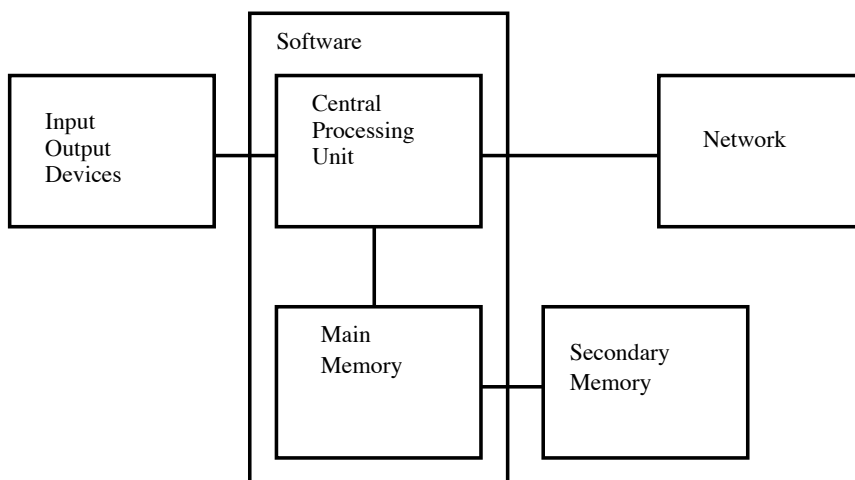 Software
Input
Output
Devices
Central
Processing
Unit
Network
Main
Memory
Secondary
Memory